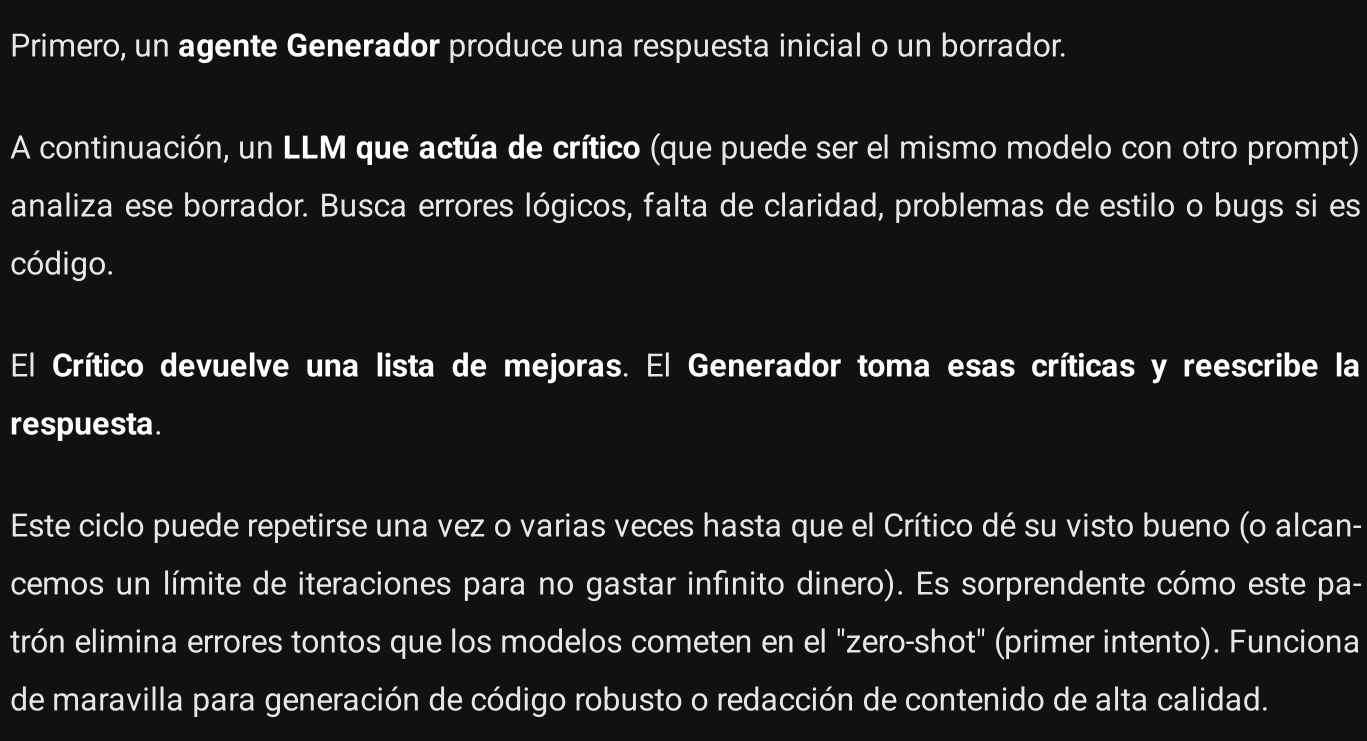 Primero, un agente Generador produce una respuesta inicial o un borrador.
A continuación, un LLM que actúa de crítico (que puede ser el mismo modelo con otro prompt)
analiza ese borrador. Busca errores lógicos, falta de claridad, problemas de estilo o bugs si es
código.
El Crítico devuelve una lista de mejoras. El Generador toma esas críticas y reescribe la
respuesta.
Este ciclo puede repetirse una vez o varias veces hasta que el Crítico dé su visto bueno (o alcan-
cemos un límite de iteraciones para no gastar infinito dinero). Es sorprendente cómo este pa-
trón elimina errores tontos que los modelos cometen en el "zero-shot" (primer intento). Funciona
de maravilla para generación de código robusto o redacción de contenido de alta calidad.